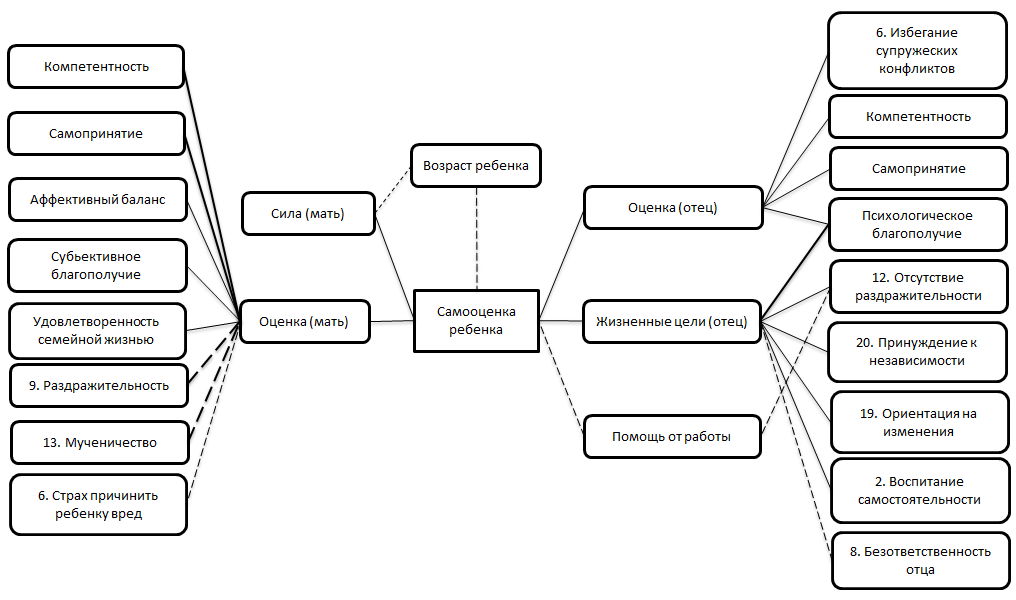 Компетентность
Самопринятие
Аффективный баланс
Субъективное
благополучие
Удовлетворенность
семейной жизнью
9. Раздражительность
13. Мученичество
6. Страх причинить
ребенку вред
Сила (мать)
Оценка (мать)
Возраст ребенка
Самооценка
ребенка
Оценка (отец)
Жизненные цели (отец)
Помощь от работы
6. Избегание
супружеских
конфликтов
Компетентность
Самопринятие
Психологическое
благополучие
12. Отсутствие
раздражительности
20. Принуждение к
независимости
19. Ориентация на
изменения
2. Воспитание
самостоятельности
8. Безответственность
отца